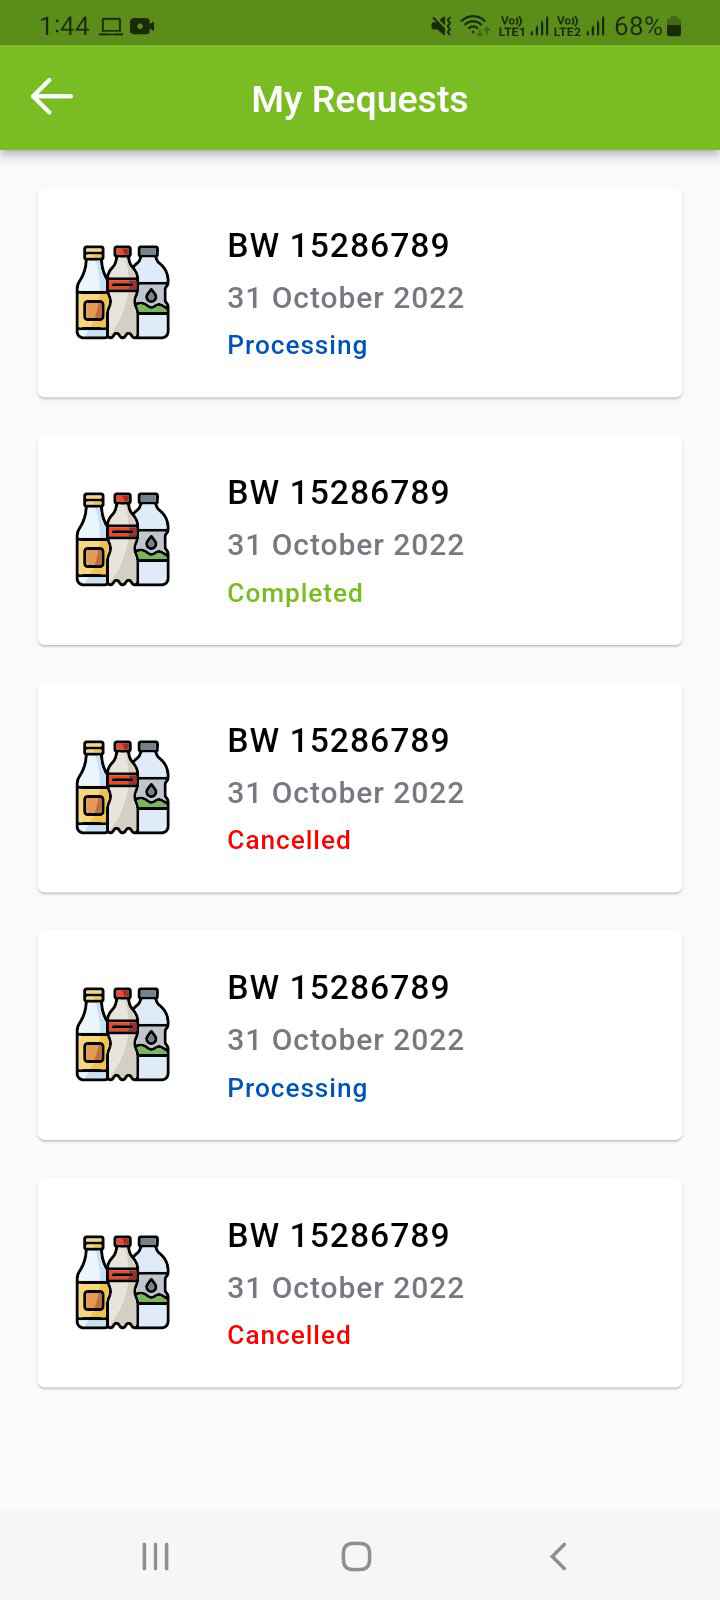 1:44 Vo) LTE1 Vo) LTE2 68%
My Requests
BW 15286789
31 October 2022
Processing
BW 15286789
31 October 2022
Completed
BW 15286789
31 October 2022
Cancelled
BW 15286789
31 October 2022
Processing
BW 15286789
31 October 2022
Cancelled